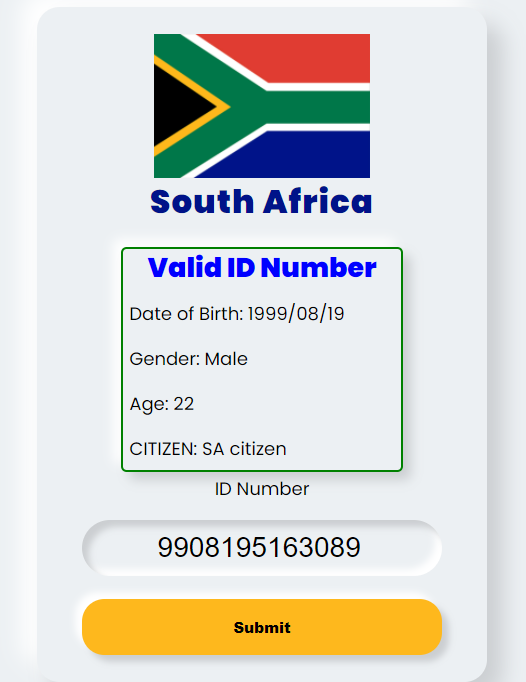 South Africa
Valid ID Number
Date of Birth: 1999/08/19
Gender: Male
Age: 22
CITIZEN: SA citizen
ID Number
9908195163089
Submit